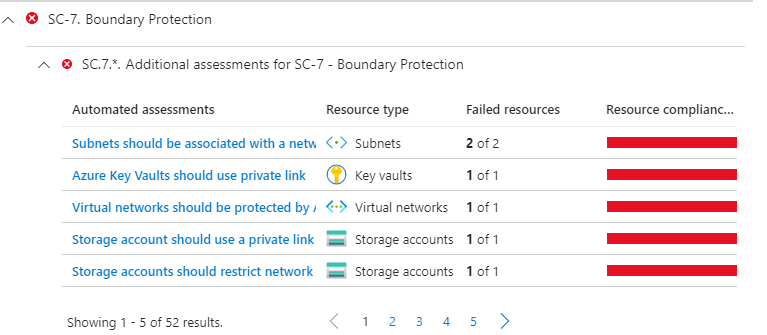 SC-7. Boundary Protection
SC.7.*. Additional assessments for SC-7 - Boundary Protection
Automated assessments Resource type Failed resources Resource complianc...
Subnets should be associated with a netw Subnets 2 of 2
Azure Key Vaults should use private link Key vaults 1 of 1
Virtual networks should be protected by Virtual networks 1 of 1
Storage account should use a private link Storage accounts 1 of 1
Storage accounts should restrict network Storage accounts 1 of 1
Showing 1 - 5 of 52 results. 1 2 3 4 5